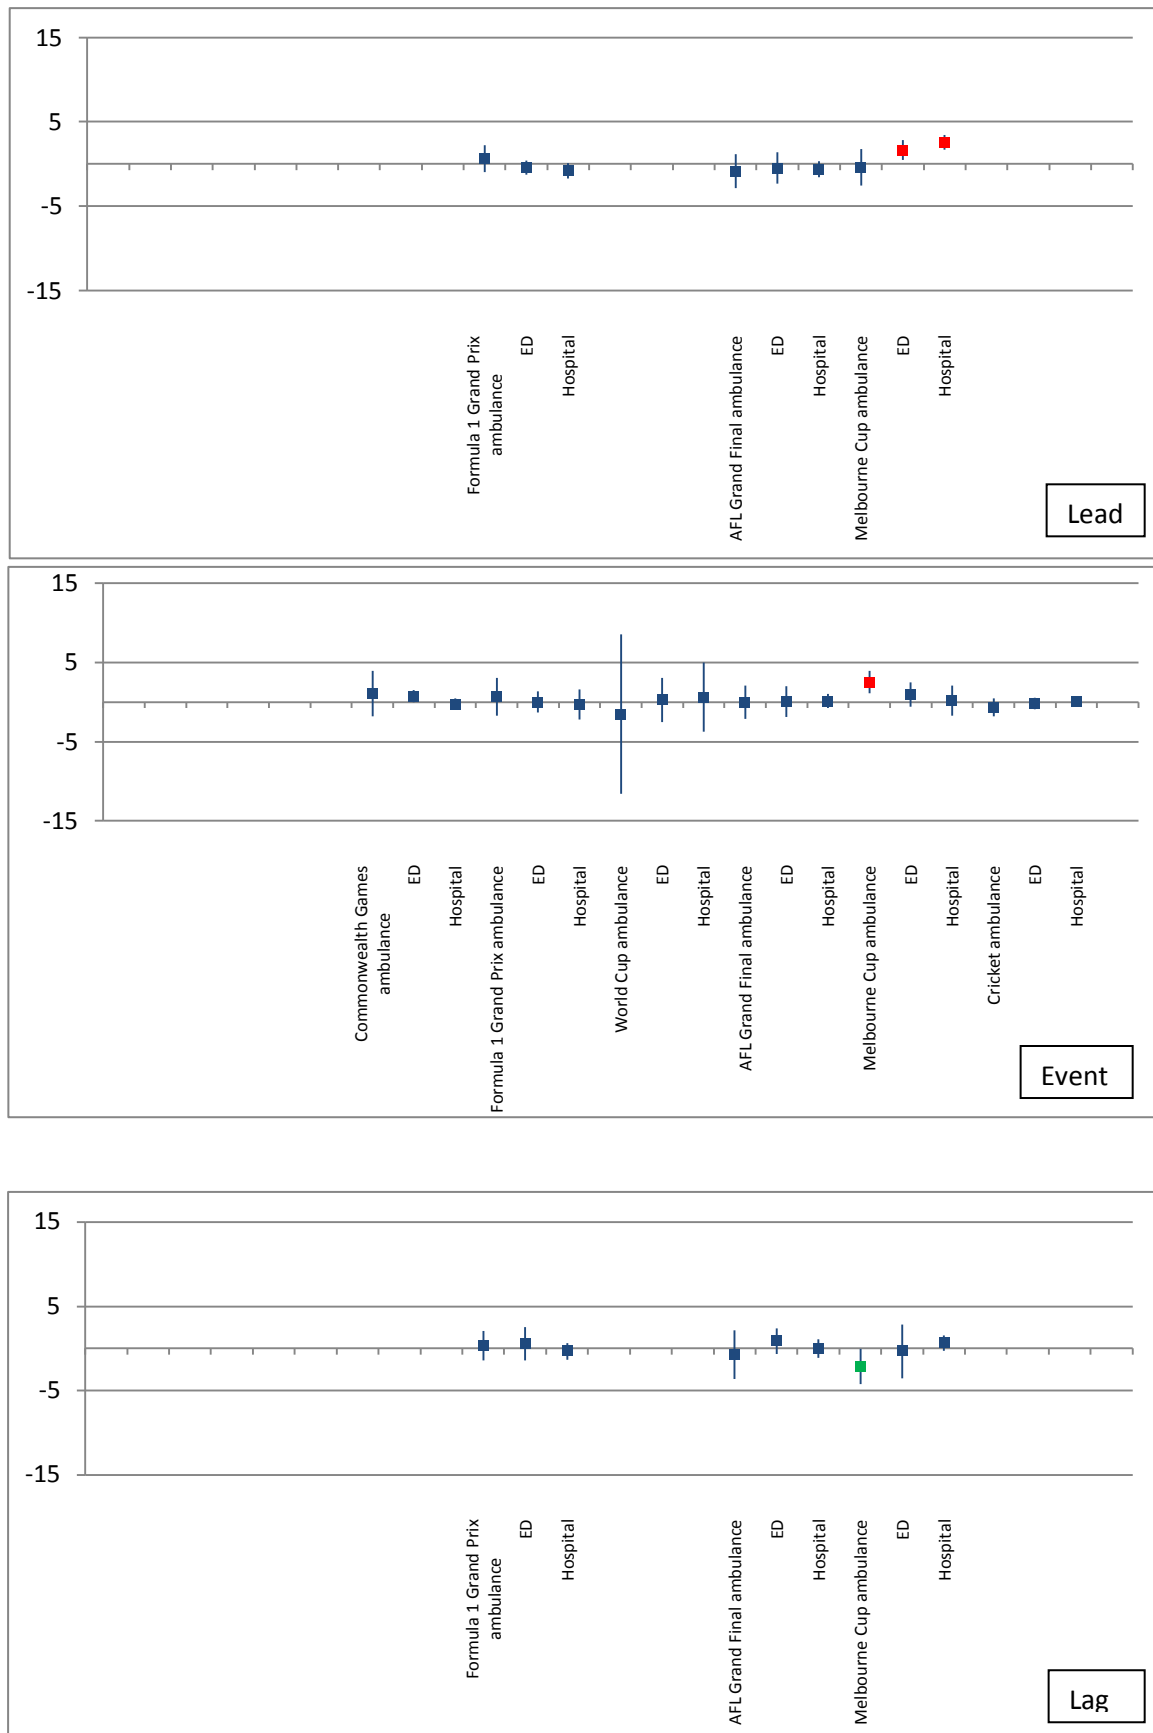 15
5
-5
-15
Formula 1 Grand Prix
ambulance
ED
Hospital
AFL Grand Final ambulance
ED
Hospital
Melbourne Cup ambulance
ED
Hospital
Lead
15
5
-5
-15
Commonwealth Games
ambulance
ED
Hospital
Formula 1 Grand Prix ambulance
ED
Hospital
World Cup ambulance
ED
Hospital
AFL Grand Final ambulance
ED
Hospital
Melbourne Cup ambulance
ED
Hospital
Cricket ambulance
ED
Hospital
Event
15
5
-5
-15
Formula 1 Grand Prix
ambulance
ED
Hospital
AFL Grand Final ambulance
ED
Hospital
Melbourne Cup ambulance
ED
Hospital
Lag